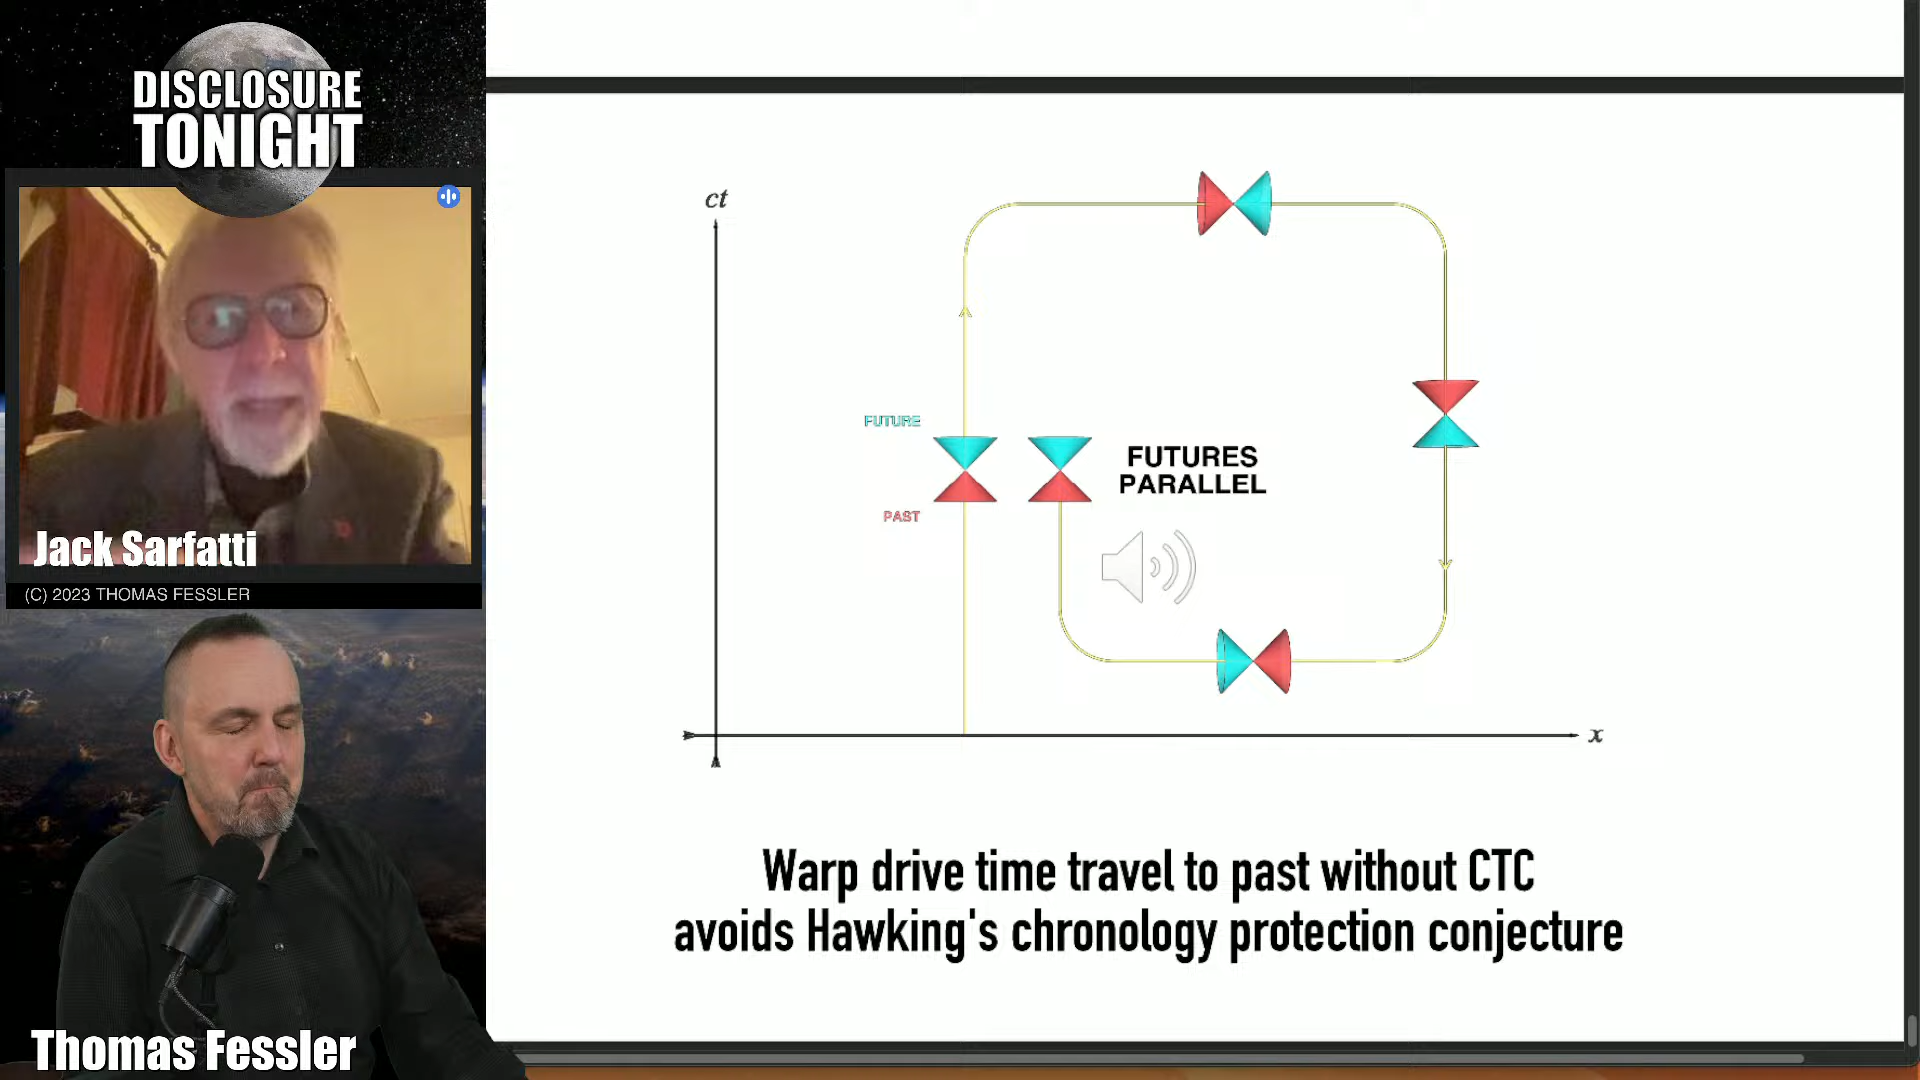 DISCLOSURE
TONIGHT
Jack Sarfatti
(C) 2023 THOMAS FESSLER
Thomas Fessler
ct
FUTURE
PAST
FUTURES
PARALLEL
x
Warp drive time travel to past without CTC
avoids Hawking's chronology protection conjecture